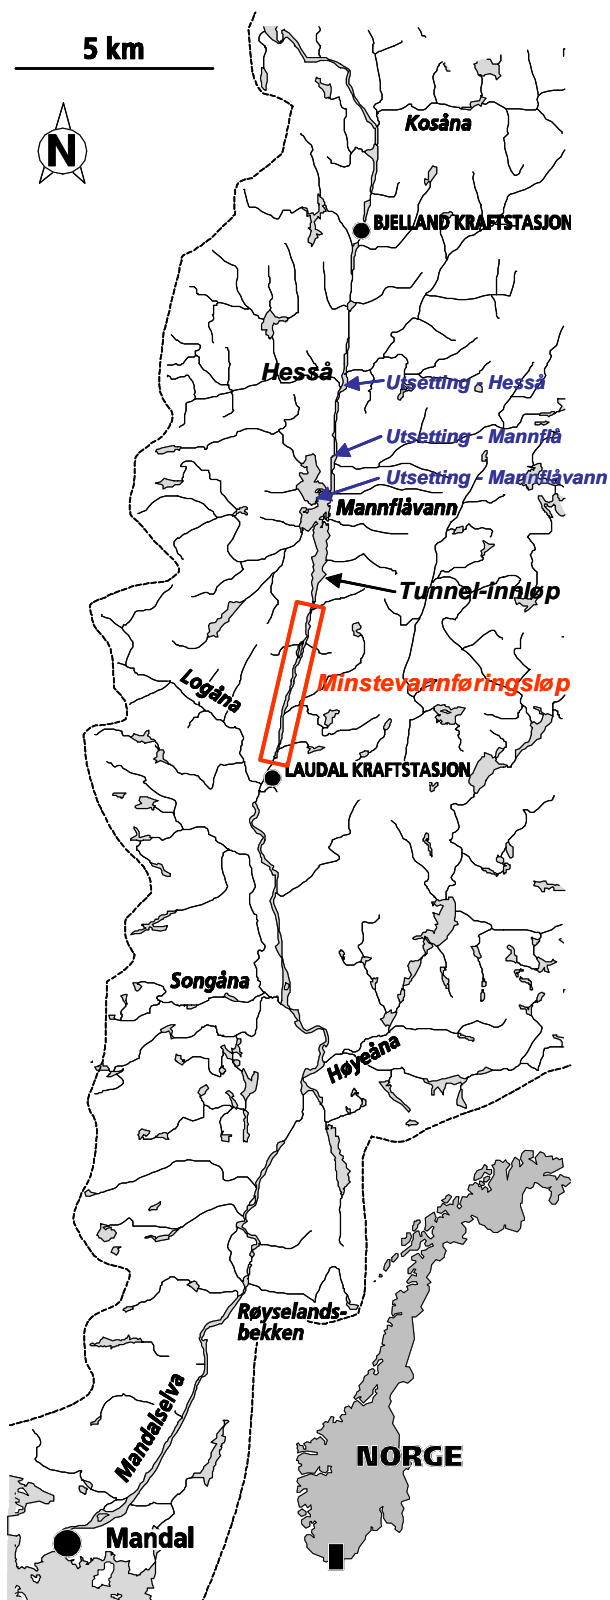 5 km
N
Kosåna
BJELLAND KRAFTSTASJON
Hesså
Utsetting - Hesså
Utsetting - Mannflå
Utsetting - Mannflåvann
Mannflåvann
Tunnel-innløp
Minstevannføringsløp
Logåna
LAUDAL KRAFTSTASJON
Songåna
Høyeåna
Røyselands-
bekken
Mandalselva
NORGE
Mandal